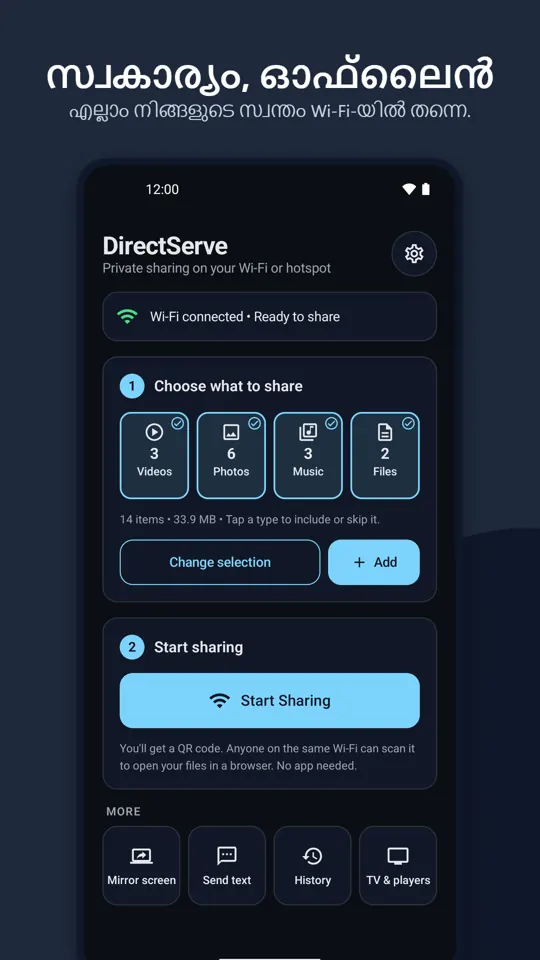 സ്വകാര്യം, ഓഫ്‌ലൈൻ
എല്ലാം നിങ്ങളുടെ സ്വന്തം Wi-Fi-യിൽ തന്നെ.
12:00
DirectServe
Private sharing on your Wi-Fi or hotspot
Wi-Fi connected • Ready to share
1 Choose what to share
3 6 3 2
Videos Photos Music Files
14 items • 33.9 MB • Tap a type to include or skip it.
Change selection + Add
2 Start sharing
Start Sharing
You'll get a QR code. Anyone on the same Wi-Fi can scan it
to open your files in a browser. No app needed.
MORE
Mirror screen Send text History TV & players